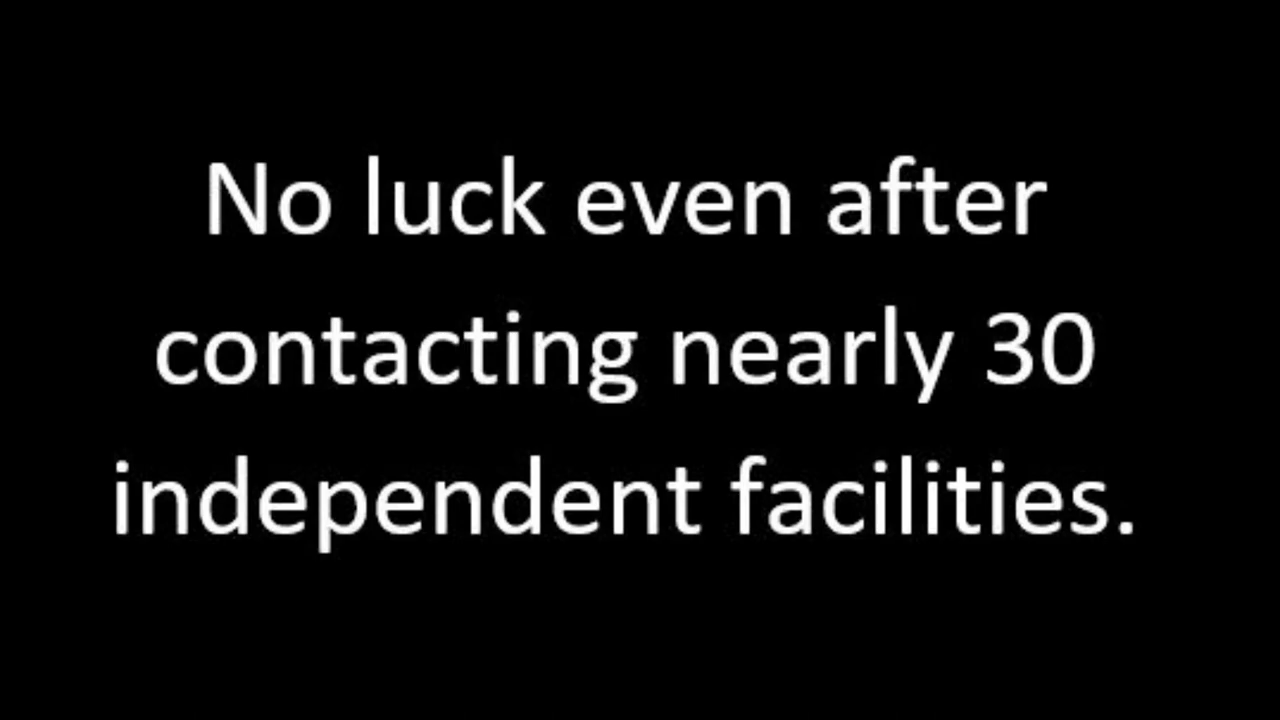 No luck even after
contacting nearly 30
independent facilities.